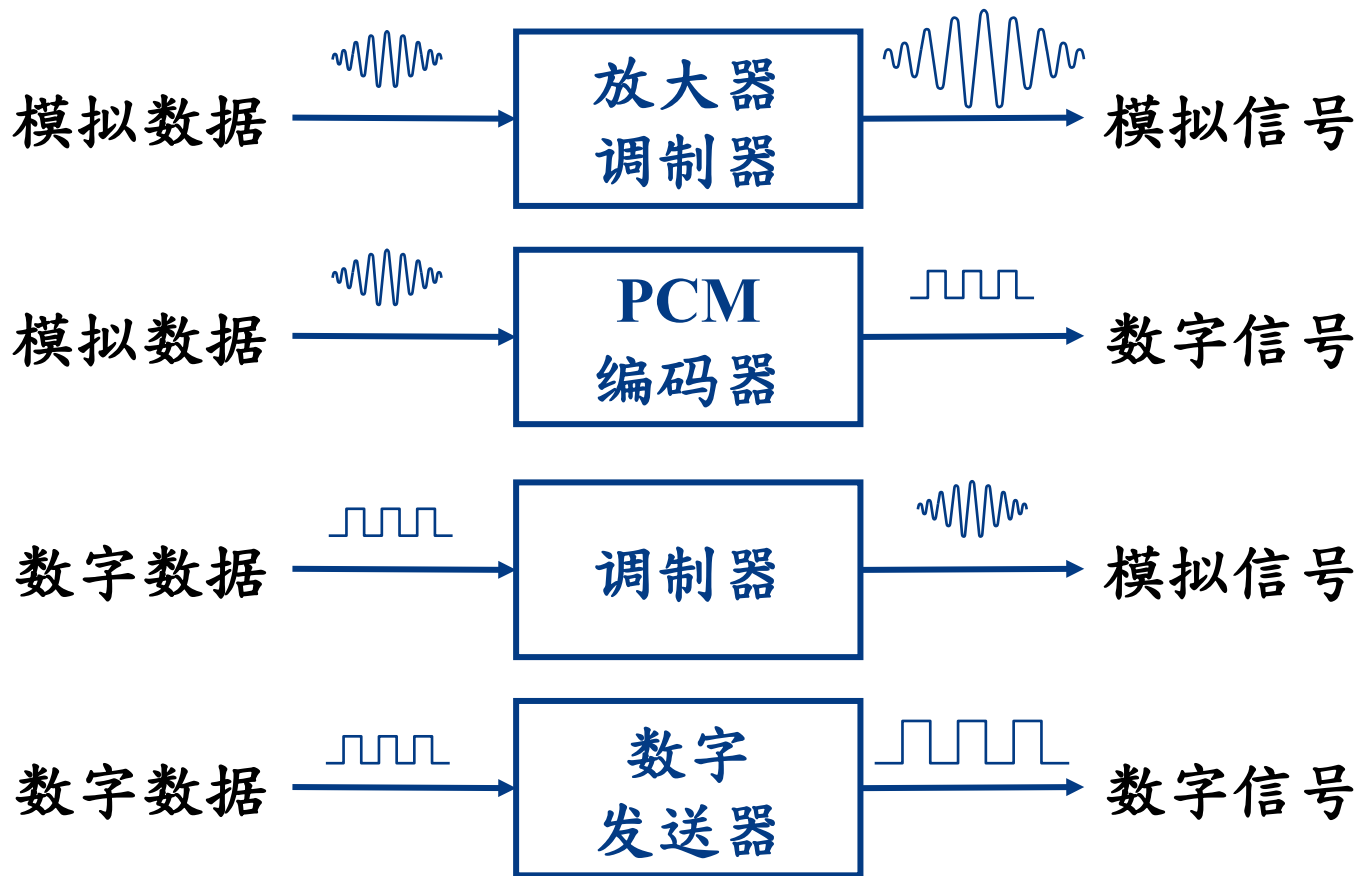 模拟数据
放大器
调制器
模拟信号
模拟数据
PCM
编码器
数字信号
数字数据
调制器
模拟信号
数字数据
数字
发送器
数字信号